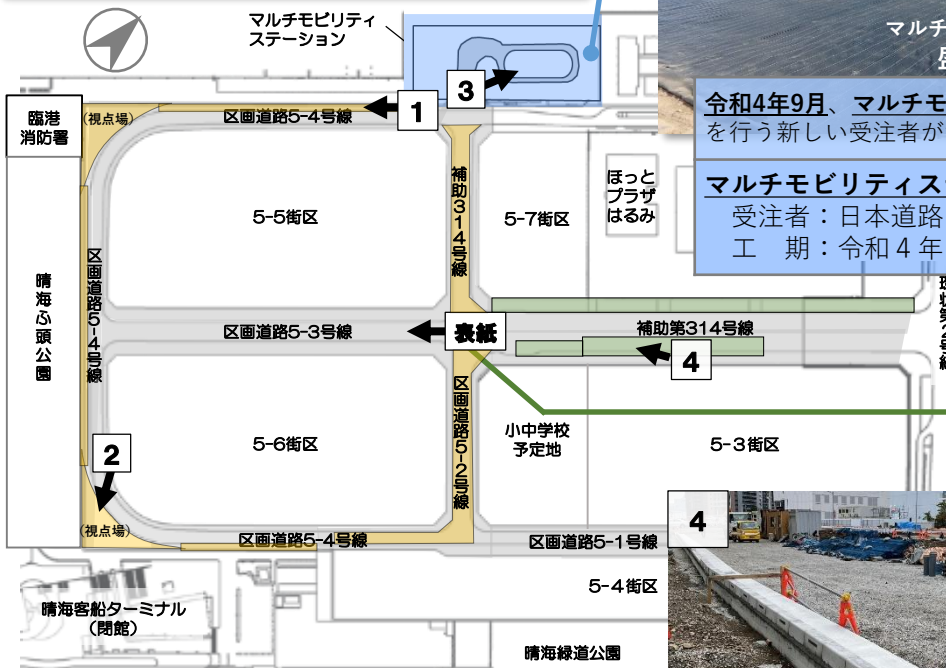 マルチモビリティ
ステーション
マルチ
令和4年9月、マルチモ
を行う新しい受注者が
マルチモビリティス
受注者：日本道路
工　期：令和４年
3
1
臨港
消防署
(視点場)
区画道路5-4号線
補助314号線
ほっと
プラザ
はるみ
5-5街区
5-7街区
晴海ふ頭公園
区画道路5-4号線
区画道路5-3号線
表紙
補助第314号線
4
2
5-6街区
区画道路5-2号線
小中学校
予定地
5-3街区
(視点場)
区画道路5-4号線
区画道路5-1号線
4
5-4街区
晴海客船ターミナル
（閉館）
晴海緑道公園